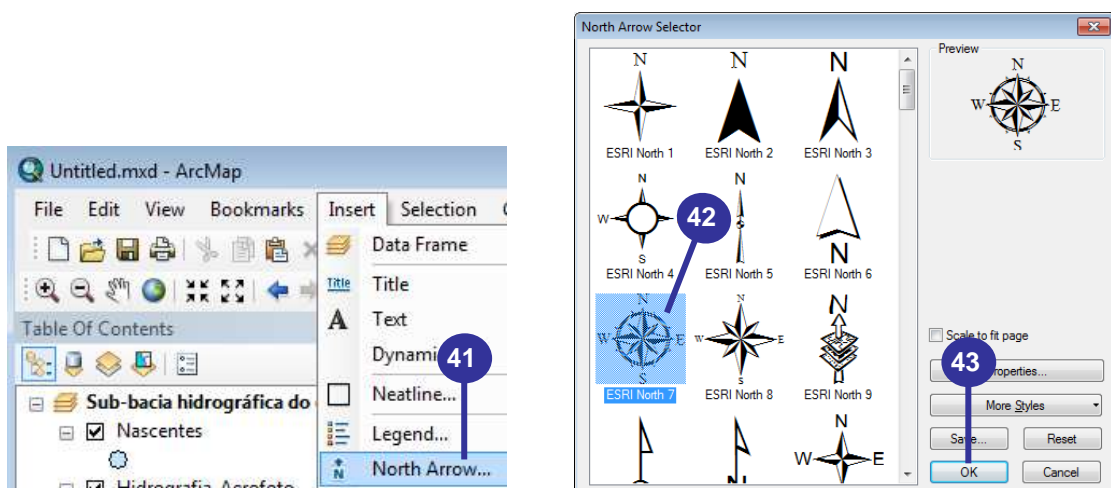 Untitled.mxd - ArcMap
File Edit View Bookmarks Insert Selection
Data Frame
Title Title
A Text
41
Neatline...
Legend...
N North Arrow...
Table Of Contents
Sub-bacia hidrográfica do
Nascentes
Hidrografia Aerofoto
North Arrow Selector
N N N
ESRI North 1 ESRI North 2 ESRI North 3
N N
W 42
N
ESRI North 4 ESRI North 5 ESRI North 6
N N N
W E W E
S S
ESRI North 7 ESRI North 8 ESRI North 9
N
W E
N
Preview
N
W E
S
Scale to fit page
43
More Styles
Reset
OK Cancel